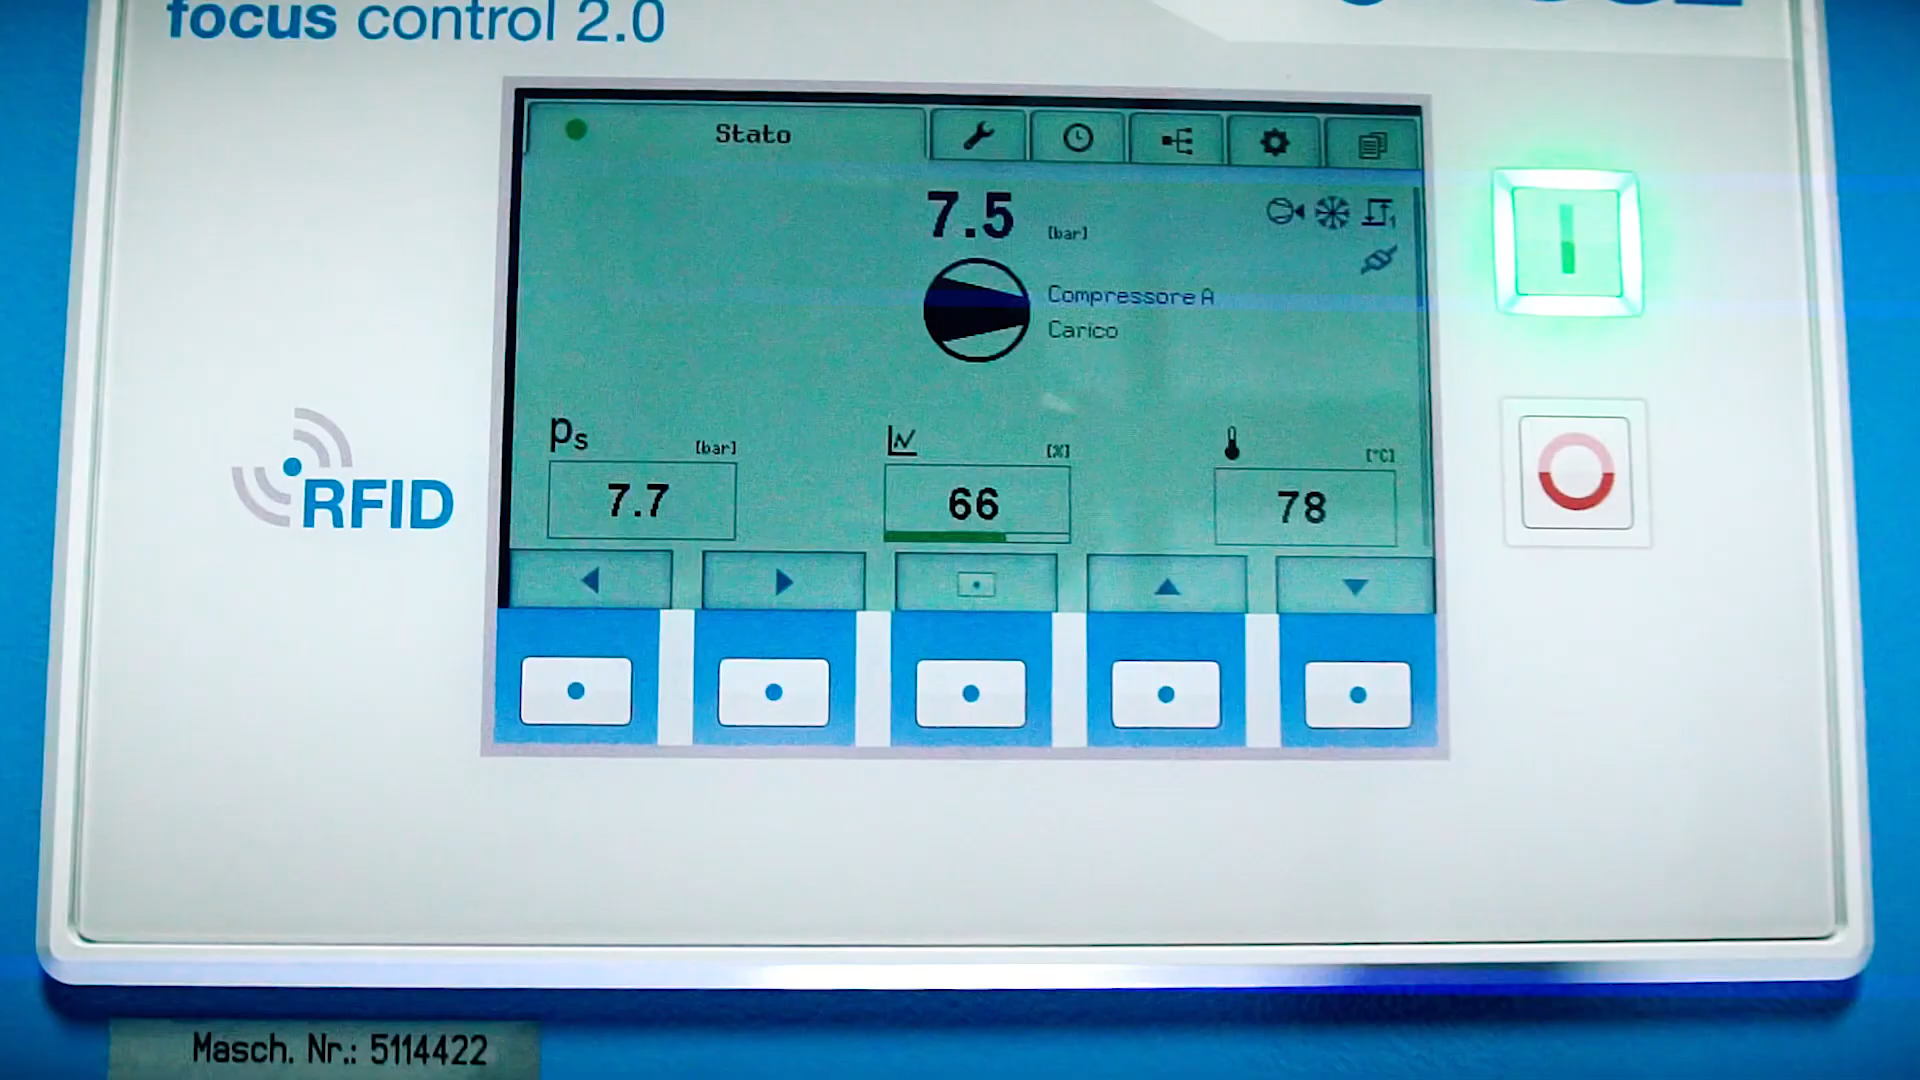 focus control 2.0
Stato
7.5 [bar]
Compressore A
Carico
ps [bar]
7.7
[%]
66
[°C]
78
RFID
Masch. Nr.: 5114422